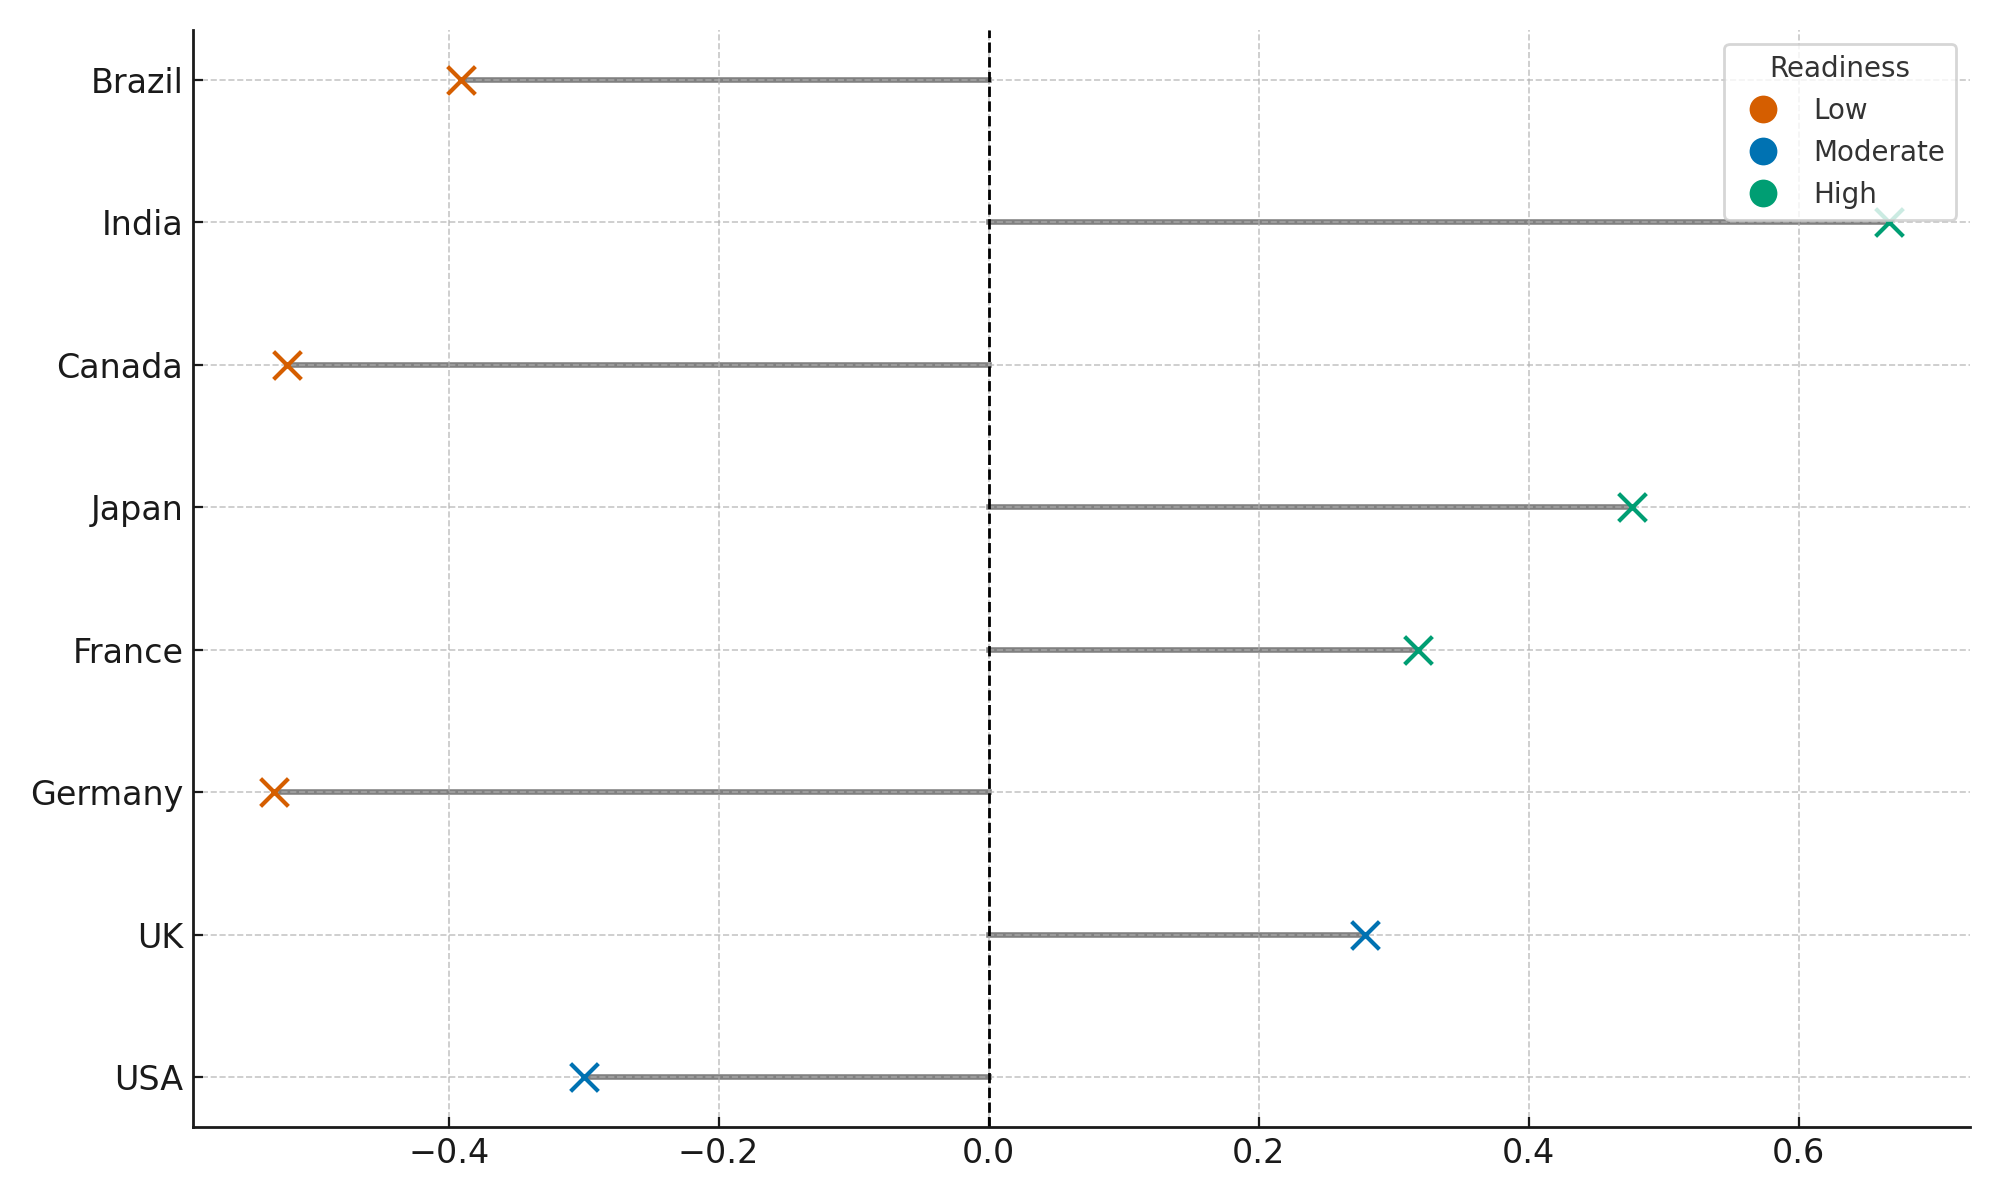 Brazil
India
Canada
Japan
France
Germany
UK
USA
−0.4 −0.2 0.0 0.2 0.4 0.6
Readiness
Low
Moderate
High